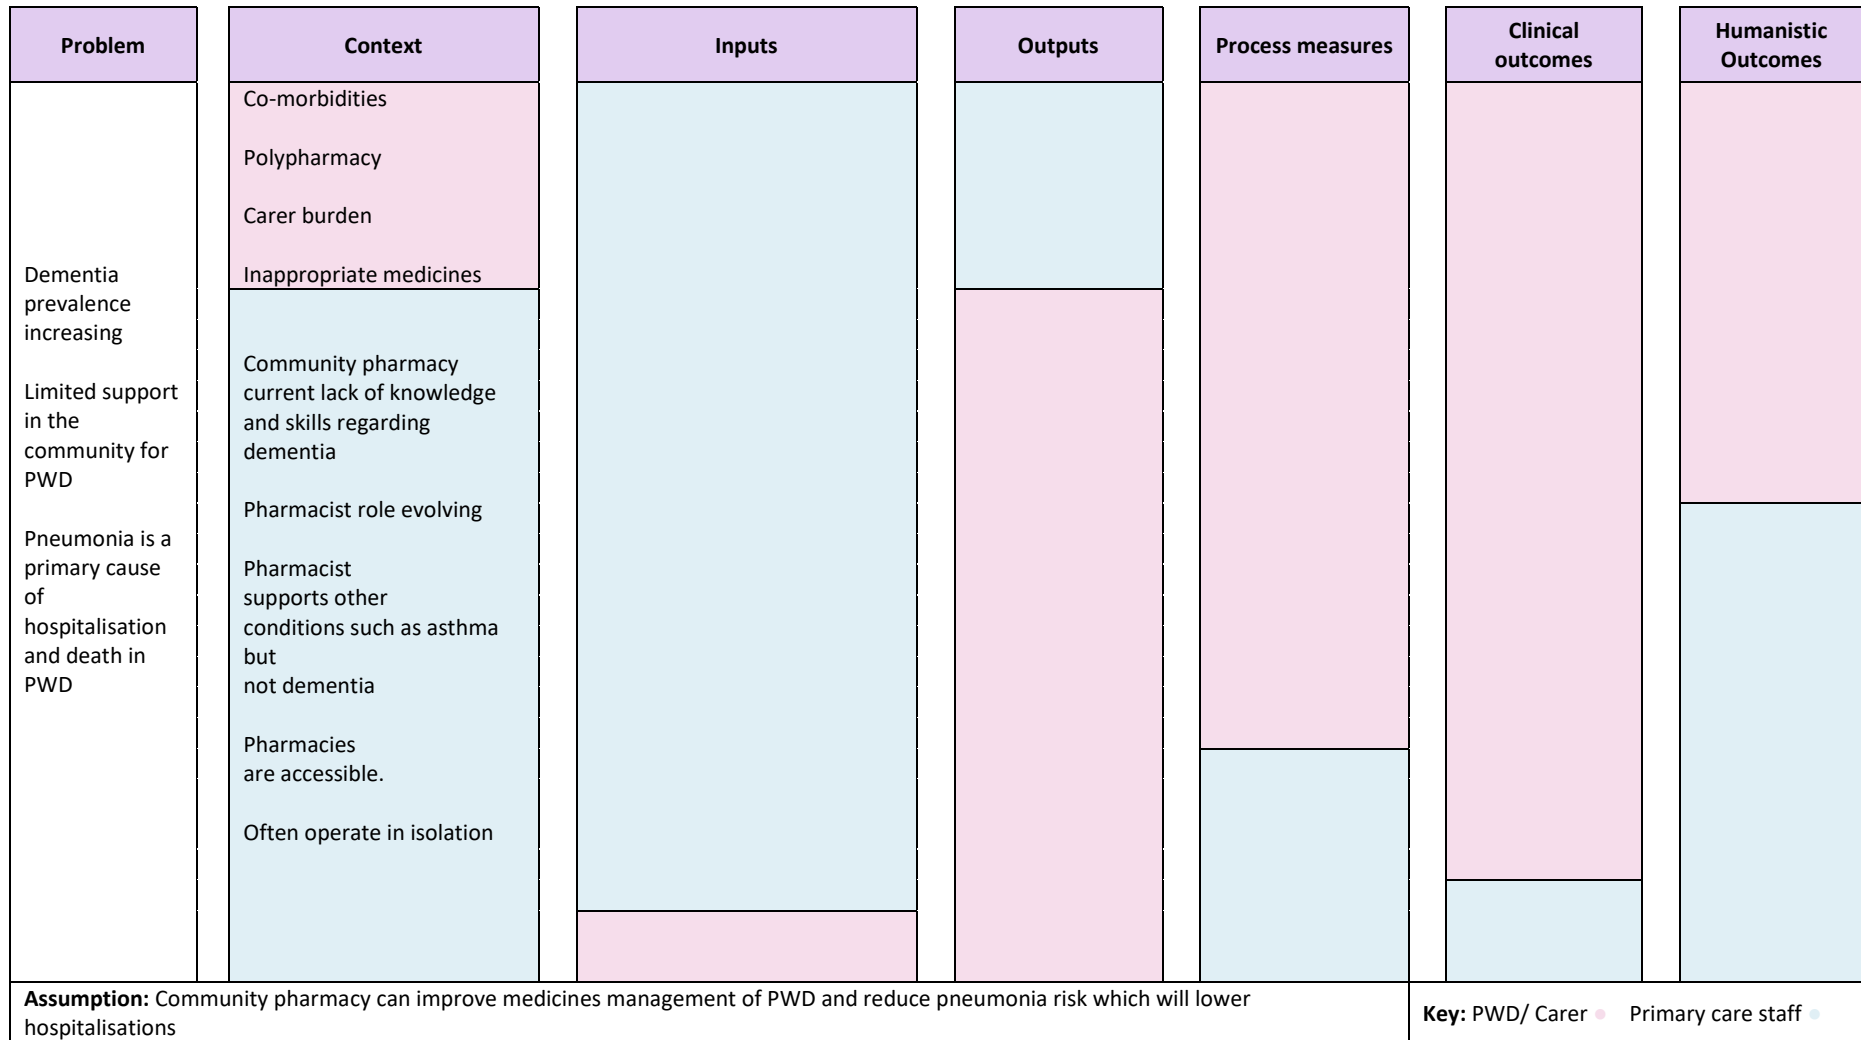 Problem
Context
Inputs
Outputs
Process measures
Clinical
outcomes
Humanistic
Outcomes
Dementia
prevalence
increasing
Limited support
in the
community for
PWD
Pneumonia is a
primary cause
of
hospitalisation
and death in
PWD
Co-morbidities
Polypharmacy
Carer burden
Inappropriate medicines
Community pharmacy
current lack of knowledge
and skills regarding
dementia
Pharmacist role evolving
Pharmacist
supports other
conditions such as asthma
but
not dementia
Pharmacies
are accessible.
Often operate in isolation
Assumption: Community pharmacy can improve medicines management of PWD and reduce pneumonia risk which will lower
hospitalisations
Key: PWD/ Carer Primary care staff